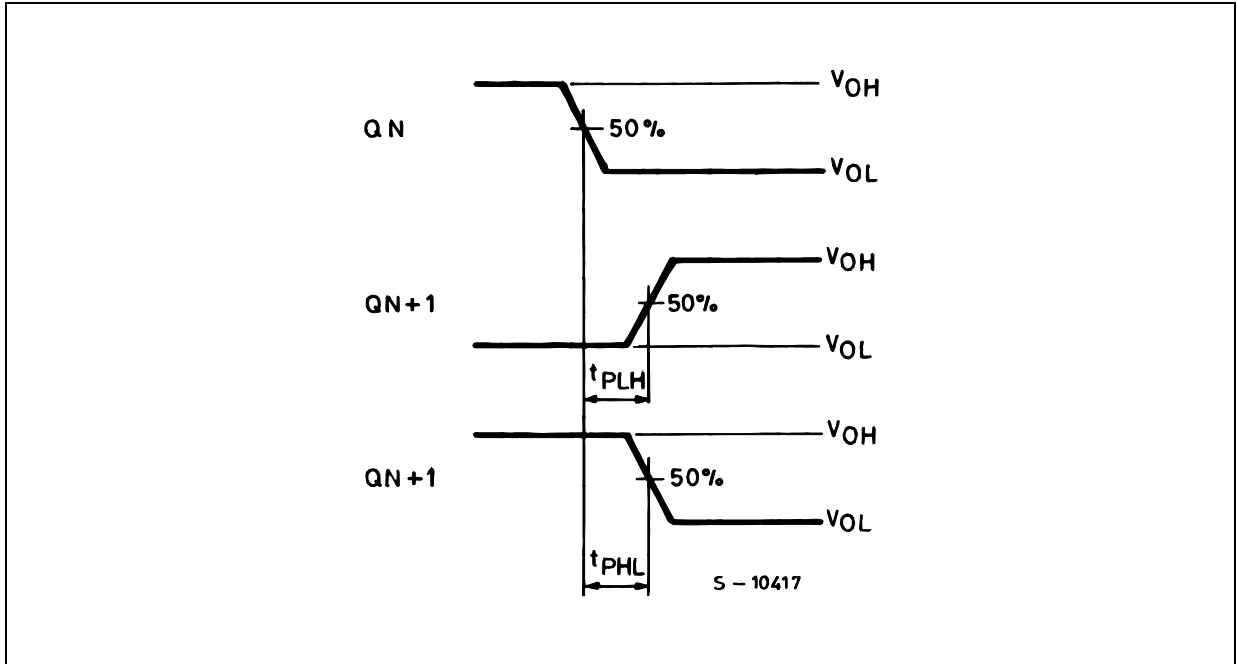 VOH
QN
50%
VOL
VOH
QN+1
50%
VOL
tPLH
VOH
QN+1
50%
VOL
tPHL
S-10417